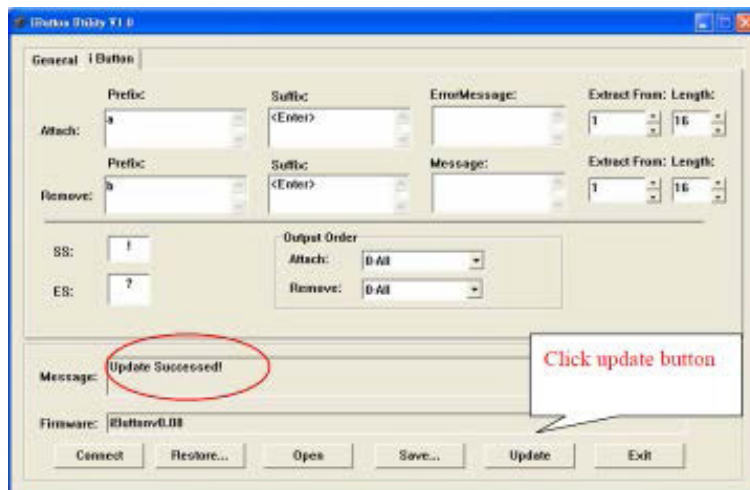 iButton Utility V1.0
General i Button
Prefix: Suffix: ErrorMessage: Extract From: Length:
Attach: a <Enter> 1 16
Prefix: Suffix: Message: Extract From: Length:
Remove: b <Enter> 1 16
SS: !
Output Order
Attach: 0-All
ES: ?
Remove: 0-All
Click update button
Message: Update Successed!
Firmware: iButtonv0.08
Connect Restore... Open Save... Update Exit